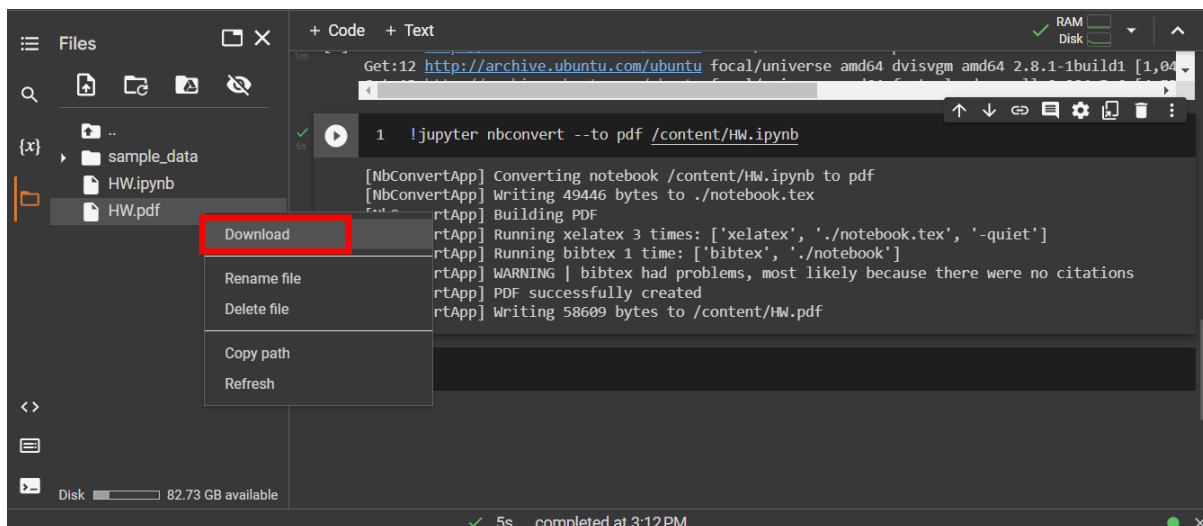 Files
+ Code + Text
RAM
Disk
1m
Get:12 http://archive.ubuntu.com/ubuntu focal/universe amd64 dvisvgm amd64 2.8.1-1build1 [1,04
{x}
..
sample_data
HW.ipynb
HW.pdf
6s
1 !jupyter nbconvert --to pdf /content/HW.ipynb
[NbConvertApp] Converting notebook /content/HW.ipynb to pdf
[NbConvertApp] Writing 49446 bytes to ./notebook.tex
rtApp] Building PDF
rtApp] Running xelatex 3 times: ['xelatex', './notebook.tex', '-quiet']
rtApp] Running bibtex 1 time: ['bibtex', './notebook']
rtApp] WARNING | bibtex had problems, most likely because there were no citations
rtApp] PDF successfully created
rtApp] Writing 58609 bytes to /content/HW.pdf
Download
Rename file
Delete file
Copy path
Refresh
Disk 82.73 GB available
5s completed at 3:12 PM